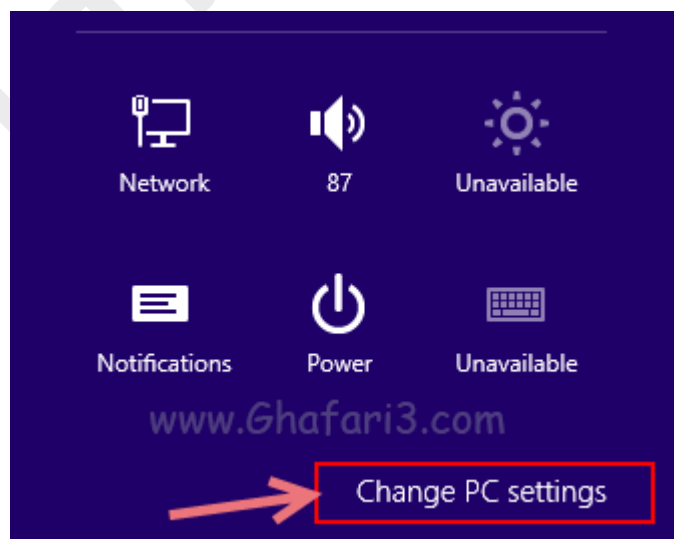 Network 87 Unavailable
Notifications Power Unavailable
www.Ghafari3.com
Change PC settings